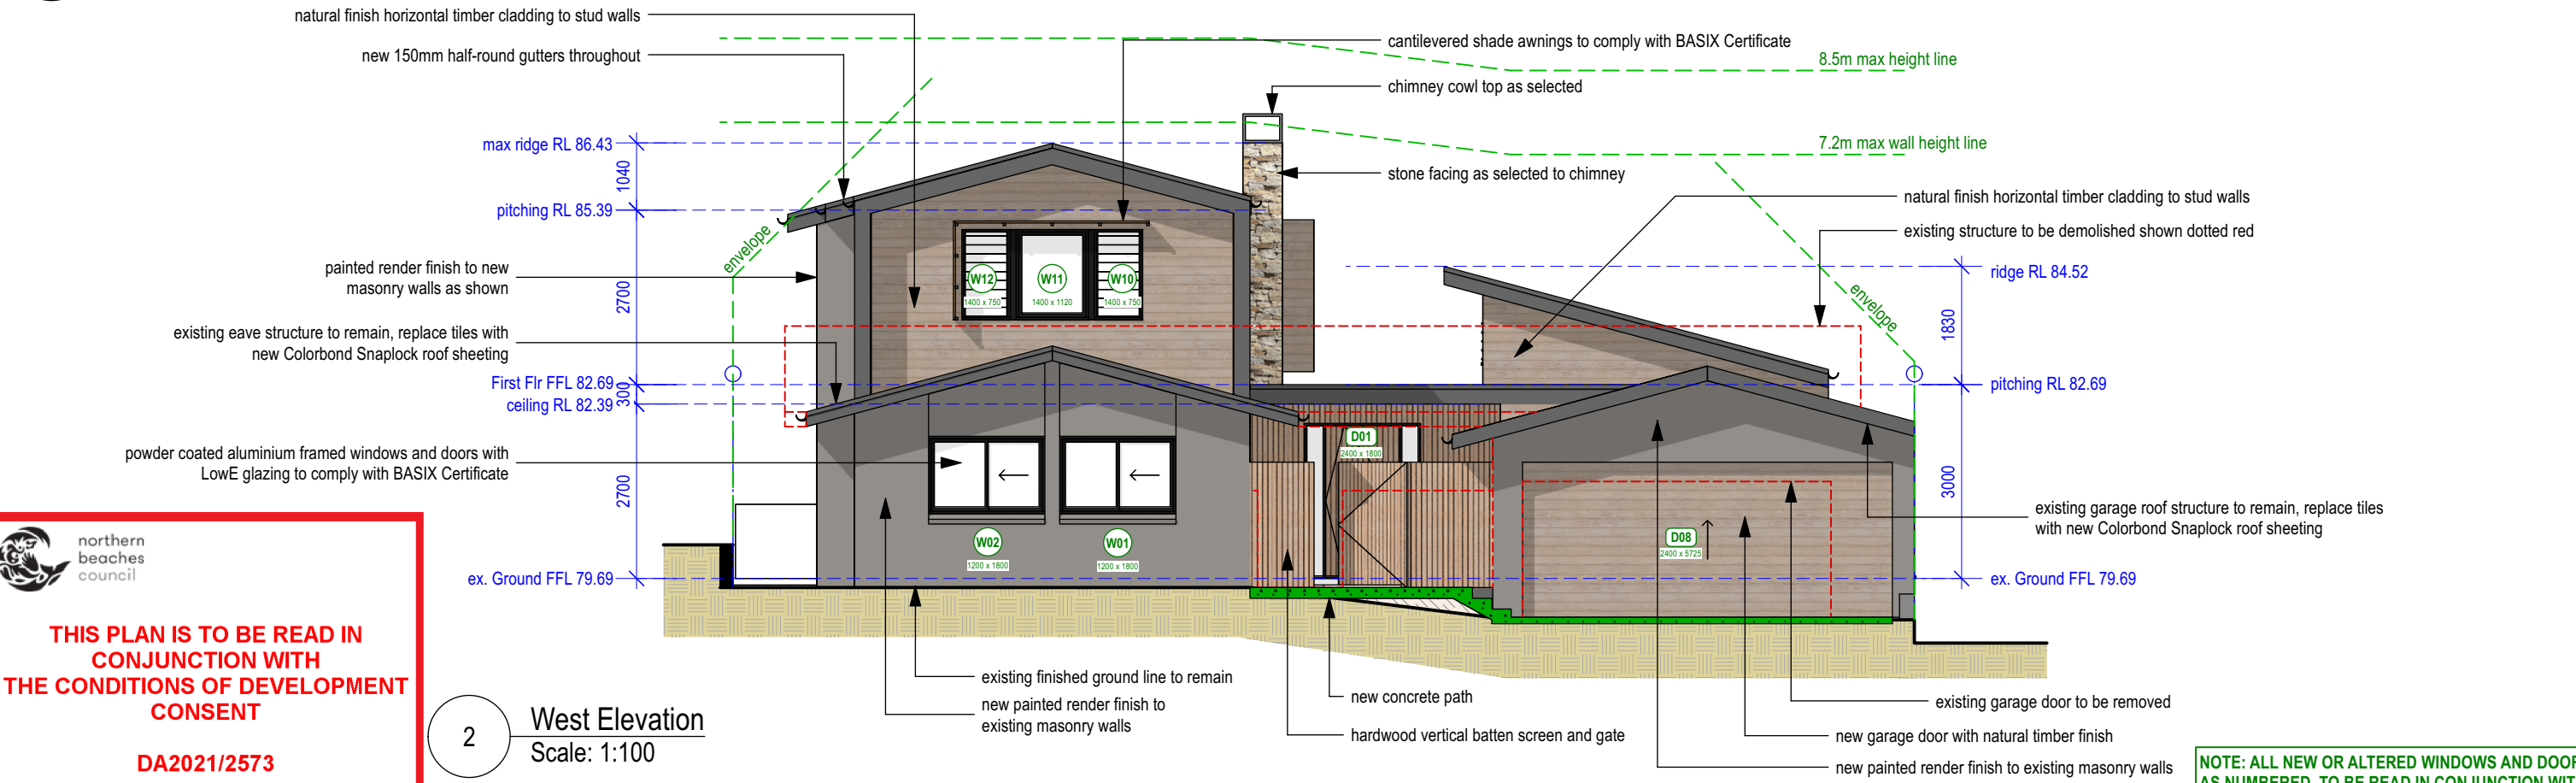 natural finish horizontal timber cladding to stud walls
new 150mm half-round gutters throughout
cantilevered shade awnings to comply with BASIX Certificate
8.5m max height line
chimney cowl top as selected
max ridge RL 86.43
7.2m max wall height line
1040
stone facing as selected to chimney
pitching RL 85.39
natural finish horizontal timber cladding to stud walls
existing structure to be demolished shown dotted red
envelope
painted render finish to new
masonry walls as shown
2700
W12
1400 x 750
W11
1400 x 1120
W10
1400 x 750
ridge RL 84.52
envelope
1830
existing eave structure to remain, replace tiles with
new Colorbond Snaplock roof sheeting
First Flr FFL 82.69
300
ceiling RL 82.39
pitching RL 82.69
powder coated aluminium framed windows and doors with
LowE glazing to comply with BASIX Certificate
2700
D01
2400 x 1800
3000
existing garage roof structure to remain, replace tiles
with new Colorbond Snaplock roof sheeting
W02
1200 x 1800
W01
1200 x 1800
D08
2400 x 5725
ex. Ground FFL 79.69
ex. Ground FFL 79.69
northern
beaches
council
THIS PLAN IS TO BE READ IN
CONJUNCTION WITH
THE CONDITIONS OF DEVELOPMENT
CONSENT
DA2021/2573
existing finished ground line to remain
new painted render finish to
existing masonry walls
new concrete path
hardwood vertical batten screen and gate
existing garage door to be removed
new garage door with natural timber finish
new painted render finish to existing masonry walls
2
West Elevation
Scale: 1:100
NOTE: ALL NEW OR ALTERED WINDOWS AND DOO
AS NUMBERED, TO BE READ IN CONJUNCTION W